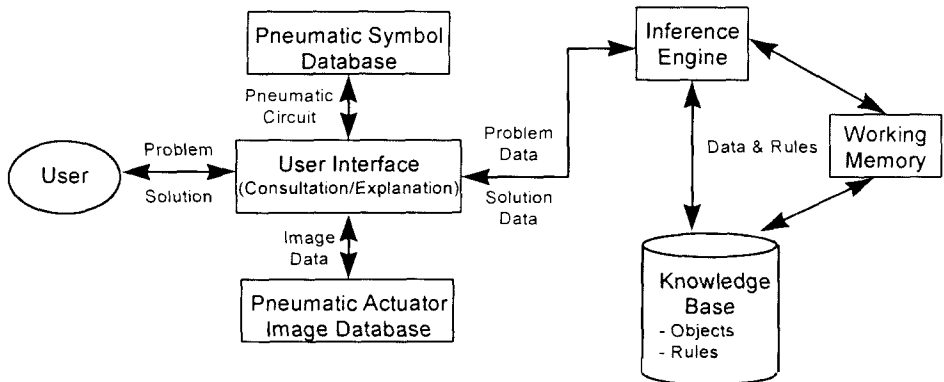 Pneumatic Symbol
Database
Pneumatic
Circuit
User
Problem
Solution
User Interface
(Consultation/Explanation)
Image
Data
Pneumatic Actuator
Image Database
Problem
Data
Solution
Data
Inference
Engine
Data & Rules
Working
Memory
Knowledge
Base
- Objects
- Rules